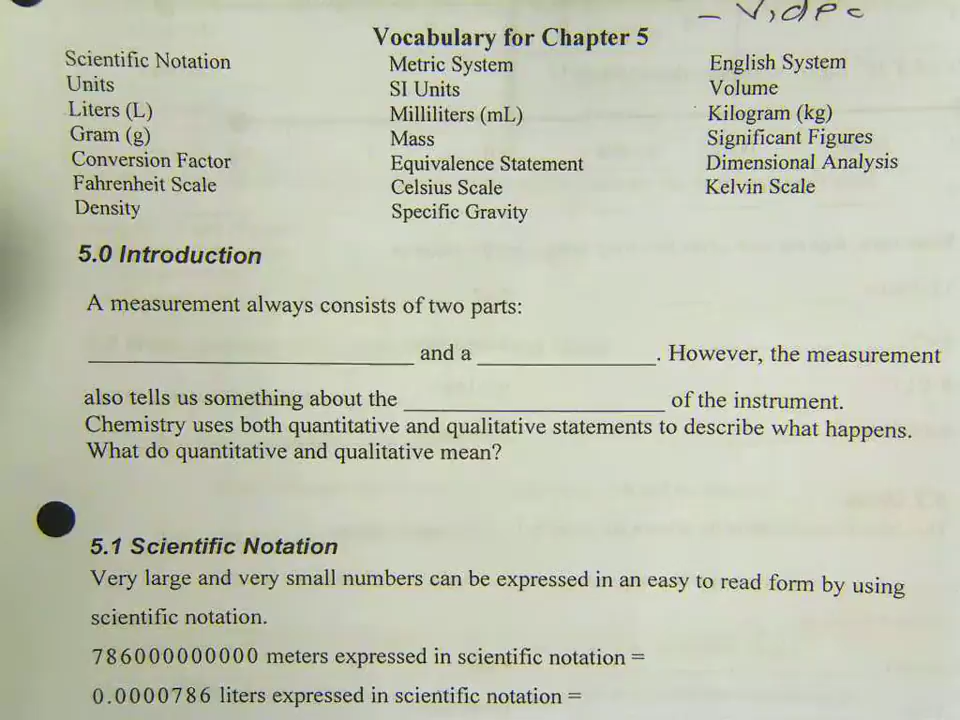 - Video
Vocabulary for Chapter 5
Scientific Notation Metric System English System
Units SI Units Volume
Liters (L) Milliliters (mL) Kilogram (kg)
Gram (g) Mass Significant Figures
Conversion Factor Equivalence Statement Dimensional Analysis
Fahrenheit Scale Celsius Scale Kelvin Scale
Density Specific Gravity
5.0 Introduction
A measurement always consists of two parts:
____________________ and a ____________________. However, the measurement
also tells us something about the ____________________ of the instrument.
Chemistry uses both quantitative and qualitative statements to describe what happens.
What do quantitative and qualitative mean?
5.1 Scientific Notation
Very large and very small numbers can be expressed in an easy to read form by using
scientific notation.
786000000000 meters expressed in scientific notation =
0.0000786 liters expressed in scientific notation =